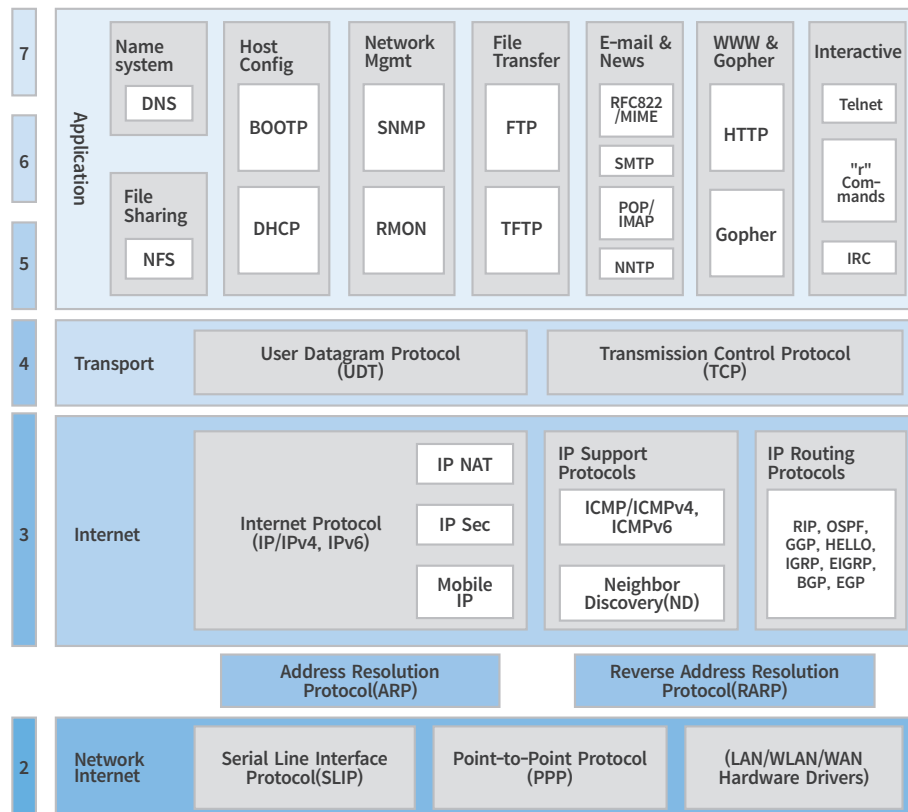 7
6
5
4
3
2
Application
Name
system
DNS
File
Sharing
NFS
Host
Config
BOOTP
DHCP
Network
Mgmt
SNMP
RMON
File
Transfer
FTP
TFTP
E-mail &
News
RFC822
/MIME
SMTP
POP/
IMAP
NNTP
WWW &
Gopher
HTTP
Gopher
Interactive
Telnet
"r"
Com-
mands
IRC
Transport
User Datagram Protocol
(UDT)
Transmission Control Protocol
(TCP)
Internet
Internet Protocol
(IP/IPv4, IPv6)
IP NAT
IP Sec
Mobile
IP
IP Support
Protocols
ICMP/ICMPv4,
ICMPv6
Neighbor
Discovery(ND)
IP Routing
Protocols
RIP, OSPF,
GGP, HELLO,
IGRP, EIGRP,
BGP, EGP
Address Resolution
Protocol(ARP)
Reverse Address Resolution
Protocol(RARP)
Network
Internet
Serial Line Interface
Protocol(SLIP)
Point-to-Point Protocol
(PPP)
(LAN/WLAN/WAN
Hardware Drivers)